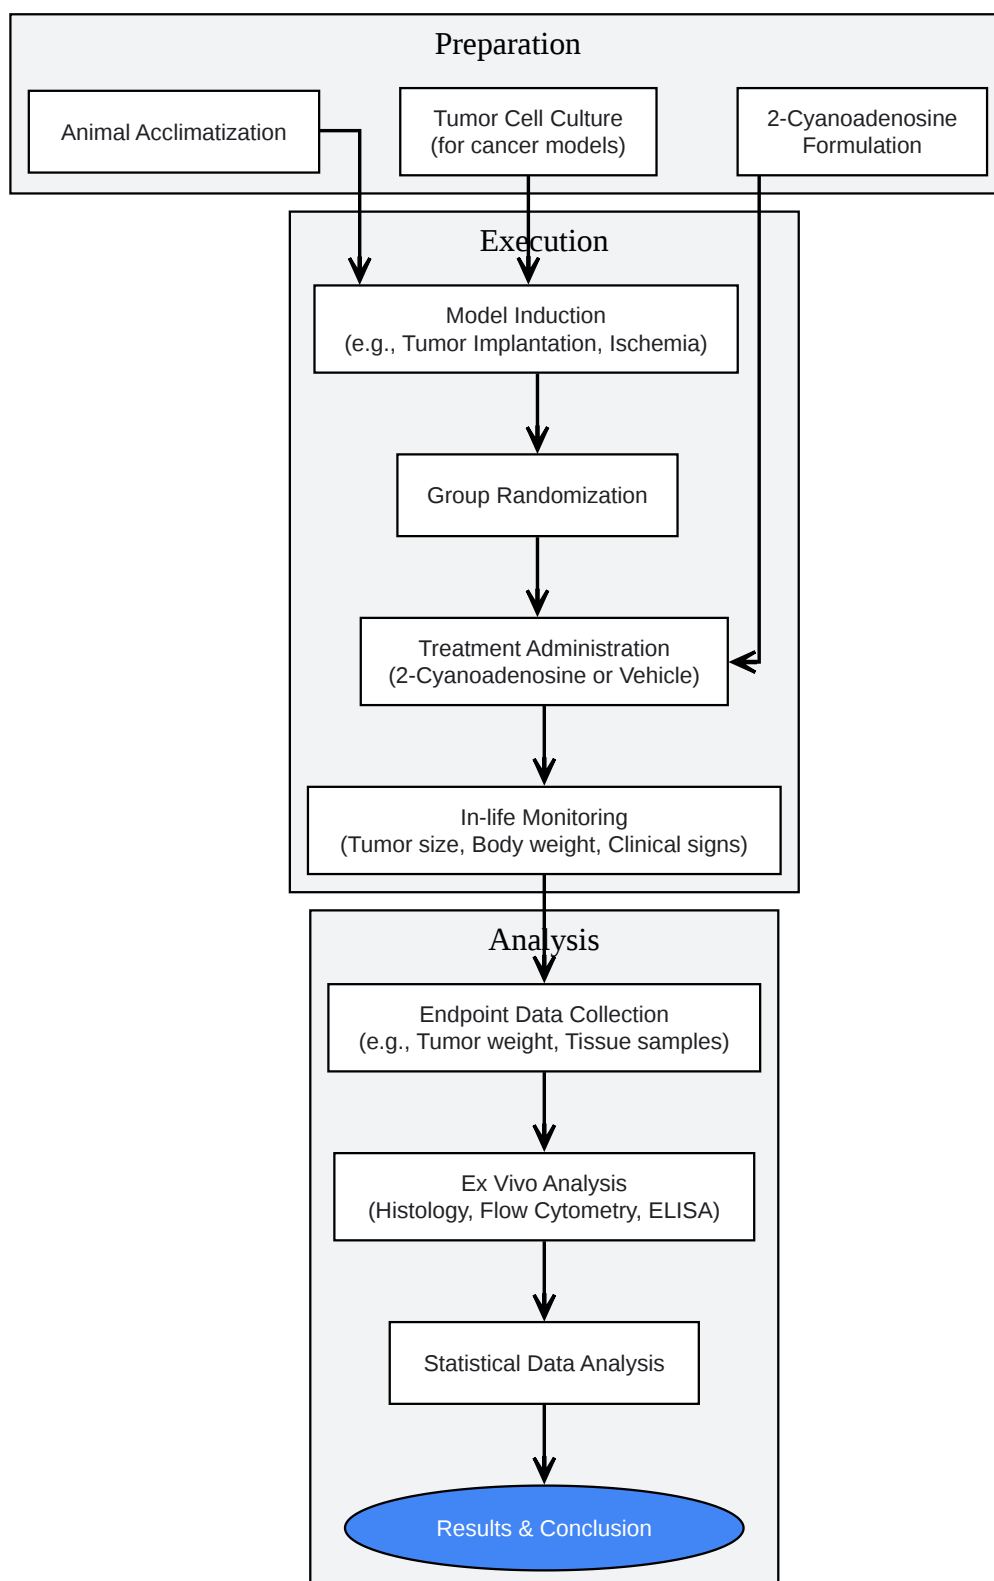 Preparation
Animal Acclimatization
Tumor Cell Culture
(for cancer models)
2-Cyanoadenosine
Formulation
Execution
Model Induction
(e.g., Tumor Implantation, Ischemia)
Group Randomization
Treatment Administration
(2-Cyanoadenosine or Vehicle)
In-life Monitoring
(Tumor size, Body weight, Clinical signs)
Analysis
Endpoint Data Collection
(e.g., Tumor weight, Tissue samples)
Ex Vivo Analysis
(Histology, Flow Cytometry, ELISA)
Statistical Data Analysis
Results & Conclusion